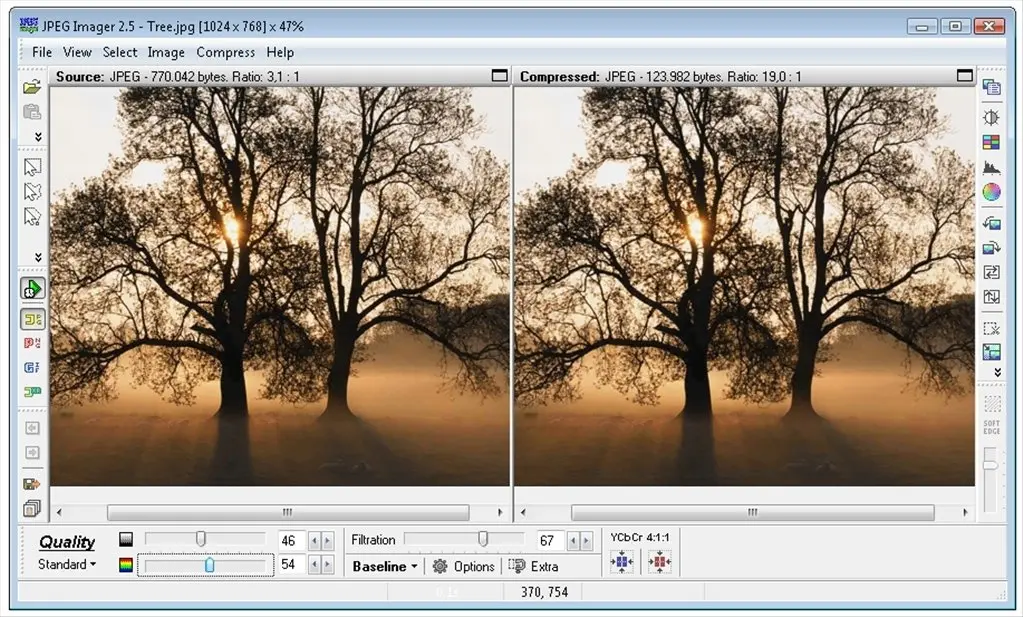 JPEG Imager 2.5 - Tree.jpg [1024 x 768] x 47%
File View Select Image Compress Help
Source: JPEG - 770.042 bytes. Ratio: 3,1 : 1
Compressed: JPEG - 123.982 bytes. Ratio: 19,0 : 1
SOFT
EDGE
Quality
Standard
46
54
Filtration
67
Baseline
Options
Extra
YCbCr 4:1:1
370, 754